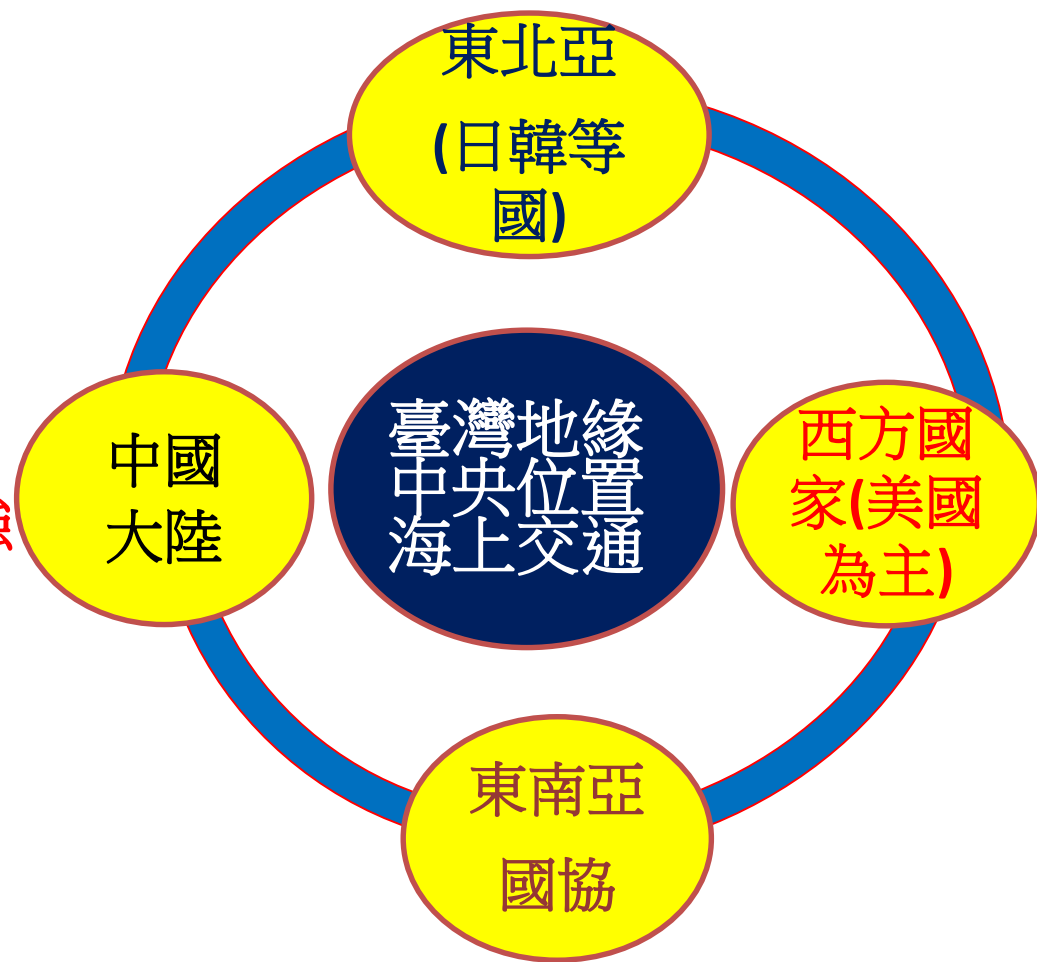 東北亞
(日韓等
國)
中國
大陸
臺灣地緣
中央位置
海上交通
西方國
家(美國
為主)
東南亞
國協